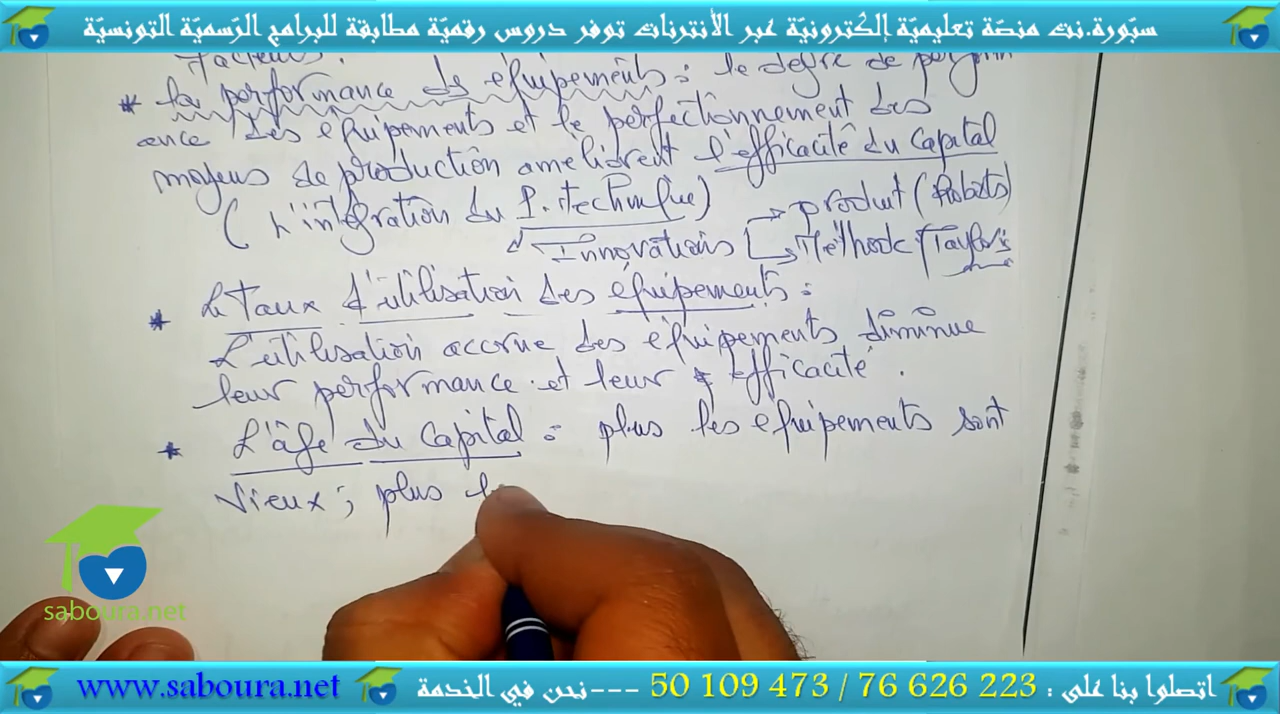 سبّورة.نت منصّة تعليميّة إلكترونيّة عبر الأنترنات توفر دروس رقميّة مطابقة للبرامج الرّسميّة التونسيّة
facteurs. 
* La performance des équipements : le degré de perform
ance des équipements et le perfectionnement des
moyens de production améliorent l'efficacité du capital
( L'intégration du P. technique )
→ produit (Robots)
Innovations
→ Méthode (Taylor
* Le Taux d'utilisation des équipements :
L'utilisation accrue des équipements diminue
leur performance et leur efficacité.
* L'âge du Capital : plus les équipements sont
vieux ; plus
saboura.net
www.saboura.net
اتصلوا بنا على : 223 626 76 / 473 109 50 ---نحن في الخدمة